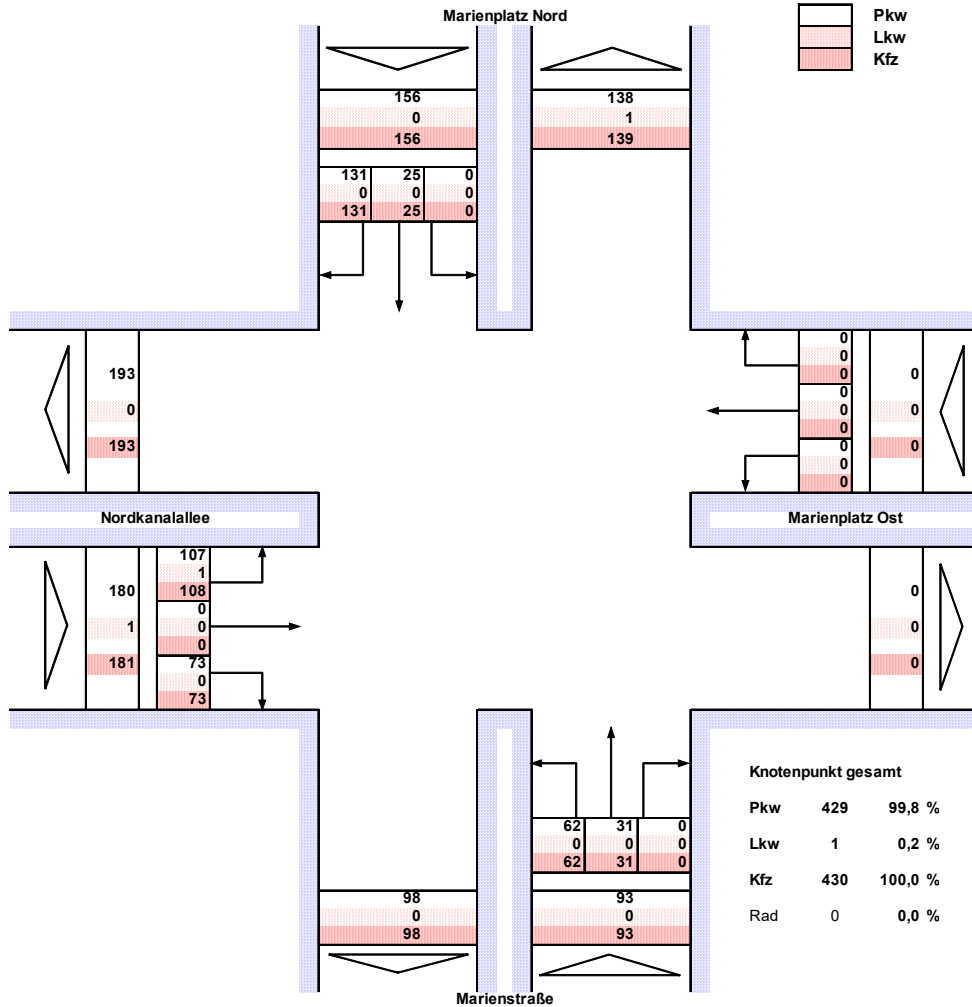 Marienplatz Nord
Pkw
Lkw
Kfz
156 138
0 1
156 139
131 25 0
0 0 0
131 25 0
193
0
193
0
0
0
0
0
0
0
0
0
0
0
0
Nordkanalallee
Marienplatz Ost
180
1
181
107
1
108
0
0
0
73
0
73
0
0
0
62 31 0
0 0 0
62 31 0
98 93
0 0
98 93
Marienstraße
Knotenpunkt gesamt
Pkw 429 99,8 %
Lkw 1 0,2 %
Kfz 430 100,0 %
Rad 0 0,0 %